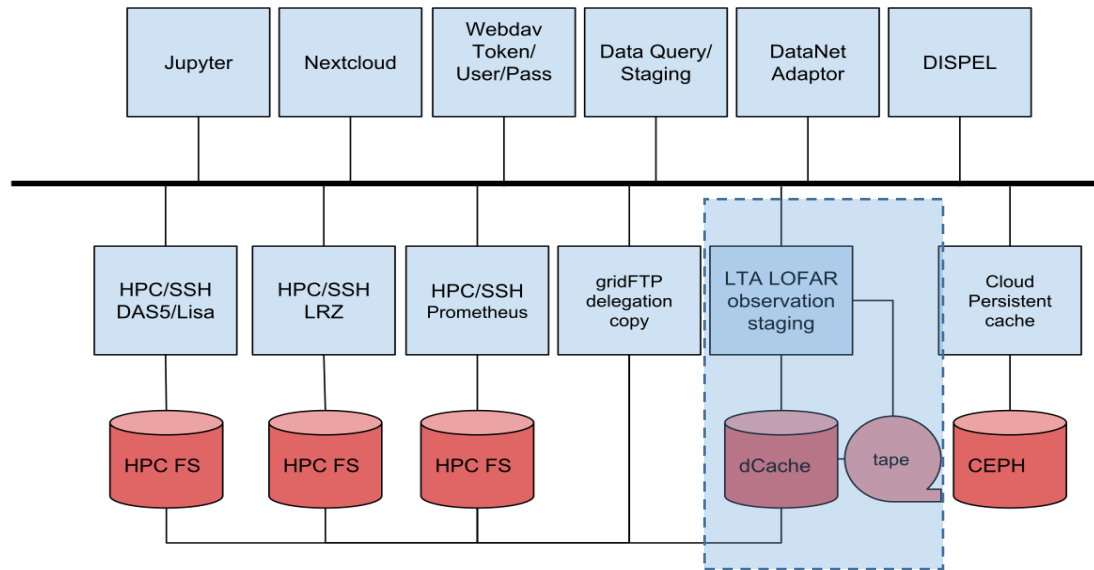 Jupyter
Nextcloud
Webdav
Token/
User/Pass
Data Query/
Staging
DataNet
Adaptor
DISPEL
HPC/SSH
DAS5/Lisa
HPC/SSH
LRZ
HPC/SSH
Prometheus
gridFTP
delegation
copy
LTA LOFAR
observation
staging
Cloud
Persistent
cache
HPC FS
HPC FS
HPC FS
dCache
tape
CEPH